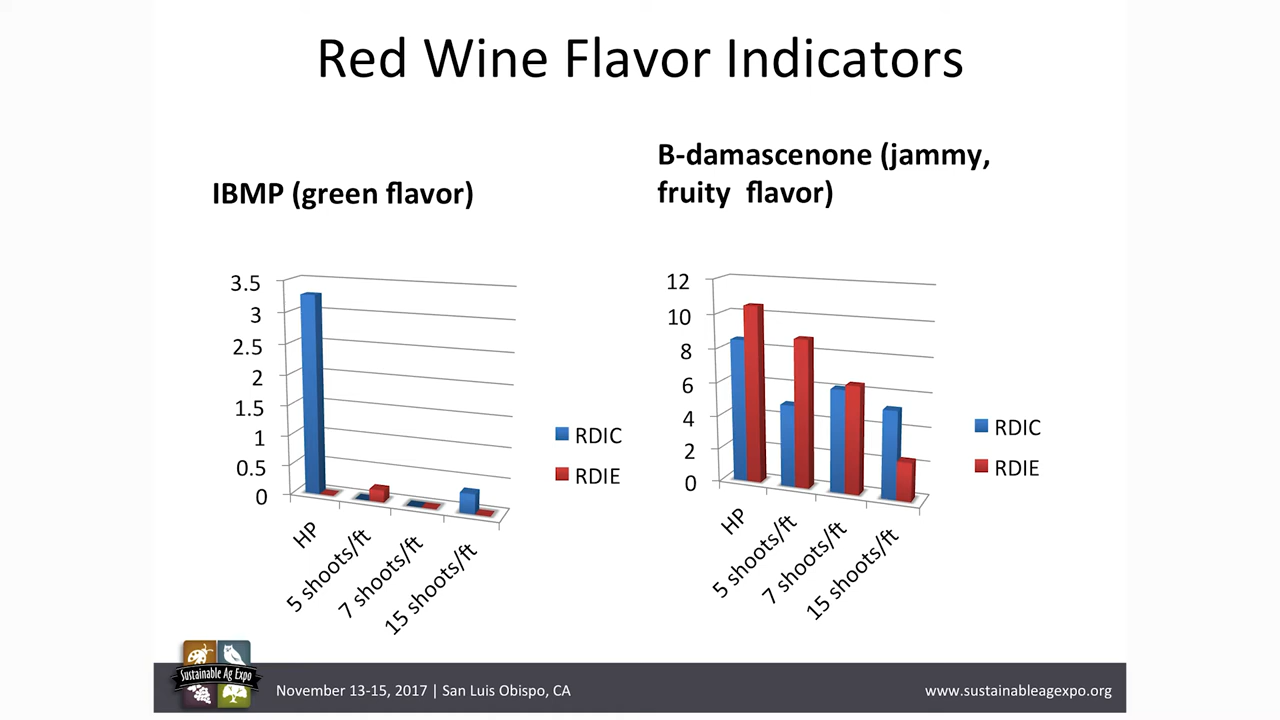 Red Wine Flavor Indicators
IBMP (green flavor)
3.5
3
2.5
2
1.5
1
0.5
0
HP
5 shoots/ft
7 shoots/ft
15 shoots/ft
RDIC
RDIE
B-damascenone (jammy,
fruity flavor)
12
10
8
6
4
2
0
HP
5 shoots/ft
7 shoots/ft
15 shoots/ft
RDIC
RDIE
Sustainable Ag Expo
November 13-15, 2017 | San Luis Obispo, CA
www.sustainableagexpo.org